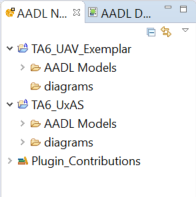 AADL N... AADL D...
TA6_UAV_Exemplar
AADL Models
diagrams
TA6_UxAS
AADL Models
diagrams
Plugin_Contributions